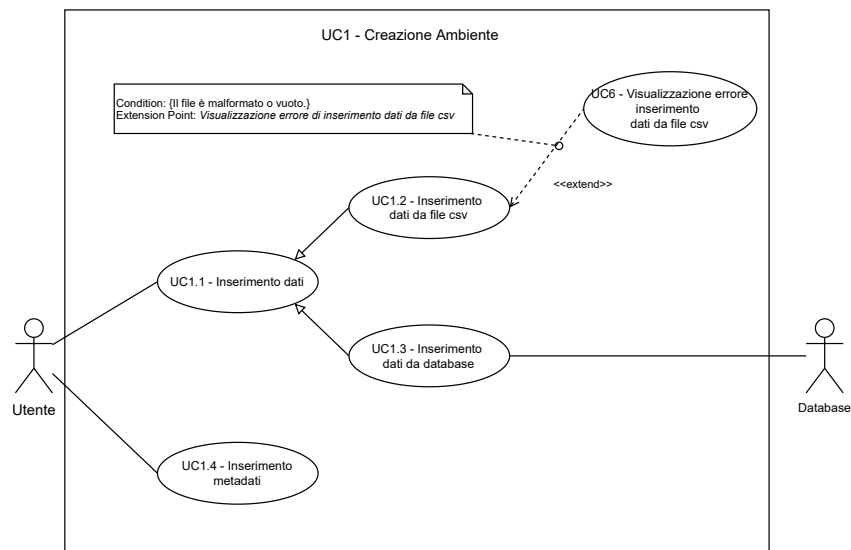 UC1 - Creazione Ambiente
Condition: {Il file è malformato o vuoto.}
Extension Point: Visualizzazione errore di inserimento dati da file csv
UC6 - Visualizzazione errore
inserimento
dati da file csv
<<extend>>
UC1.2 - Inserimento
dati da file csv
UC1.1 - Inserimento dati
UC1.3 - Inserimento
dati da database
Utente
Database
UC1.4 - Inserimento
metadati